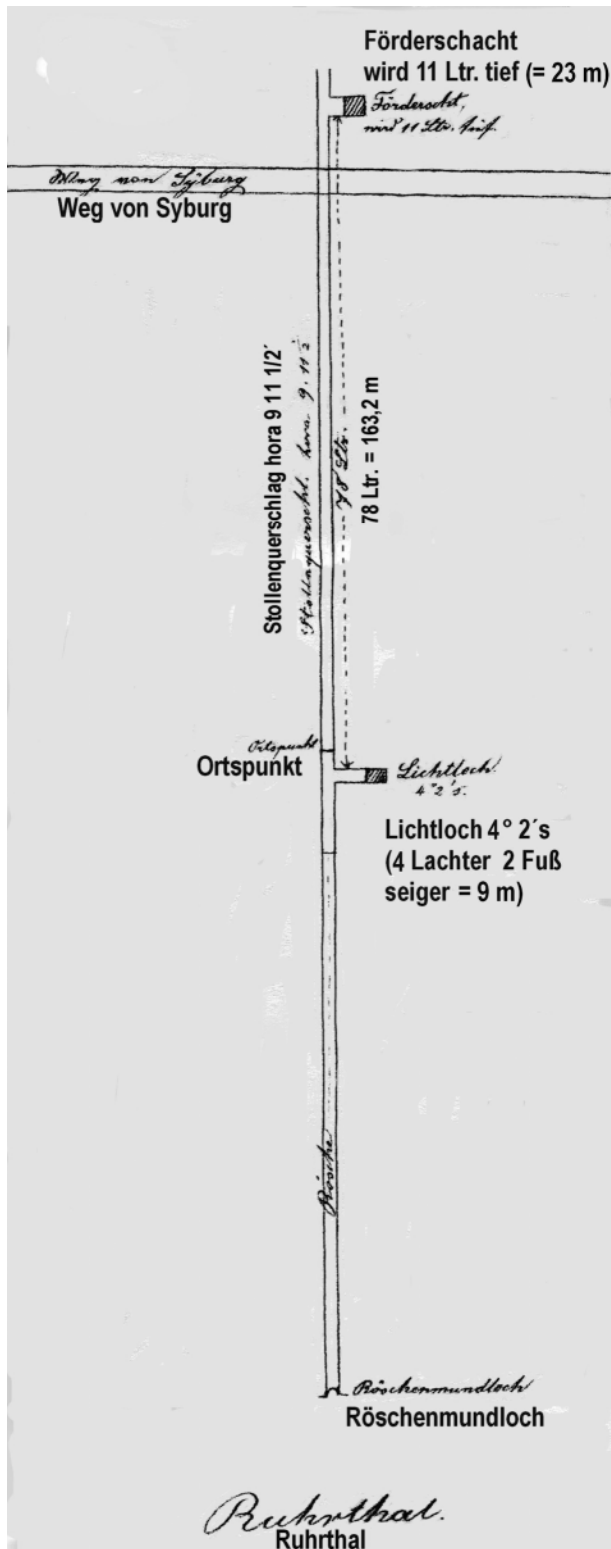 Förderschacht
wird 11 Ltr. tief (= 23 m)
Förderscht,
wird 11 Ltr. tief.
Weg von Syburg
Weg von Syburg
Stollenquerschlag hora 9 11 1/2´
Stollnquerschl. hora 9. 11 ½
78 Ltr.
78 Ltr. = 163,2 m
Ortspunkt
Ortspunkt
Lichtloch.
4° 2's.
Lichtloch 4° 2´s
(4 Lachter 2 Fuß
seiger = 9 m)
Rösche
Röschenmundloch
Röschenmundloch
Ruhrthal.
Ruhrthal